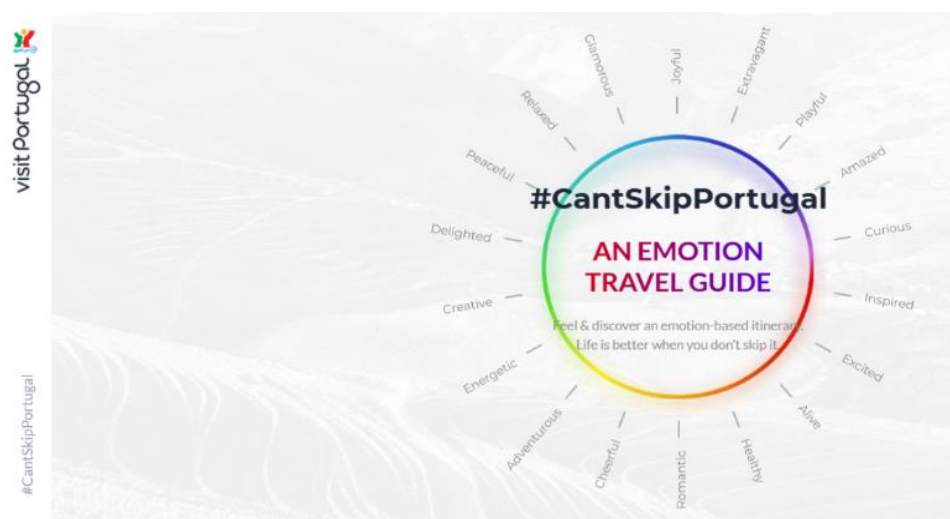 visit Portugal
#CantSkipPortugal
Glamorous
Joyful
Extravagant
Playful
Amazed
Curious
Inspired
Excited
Alive
Healthy
Romantic
Cheerful
Adventurous
Energetic
Creative
Delighted
Peaceful
Relaxed
#CantSkipPortugal
AN EMOTION
TRAVEL GUIDE
Feel & discover an emotion-based itinerary.
Life is better when you don't skip it.